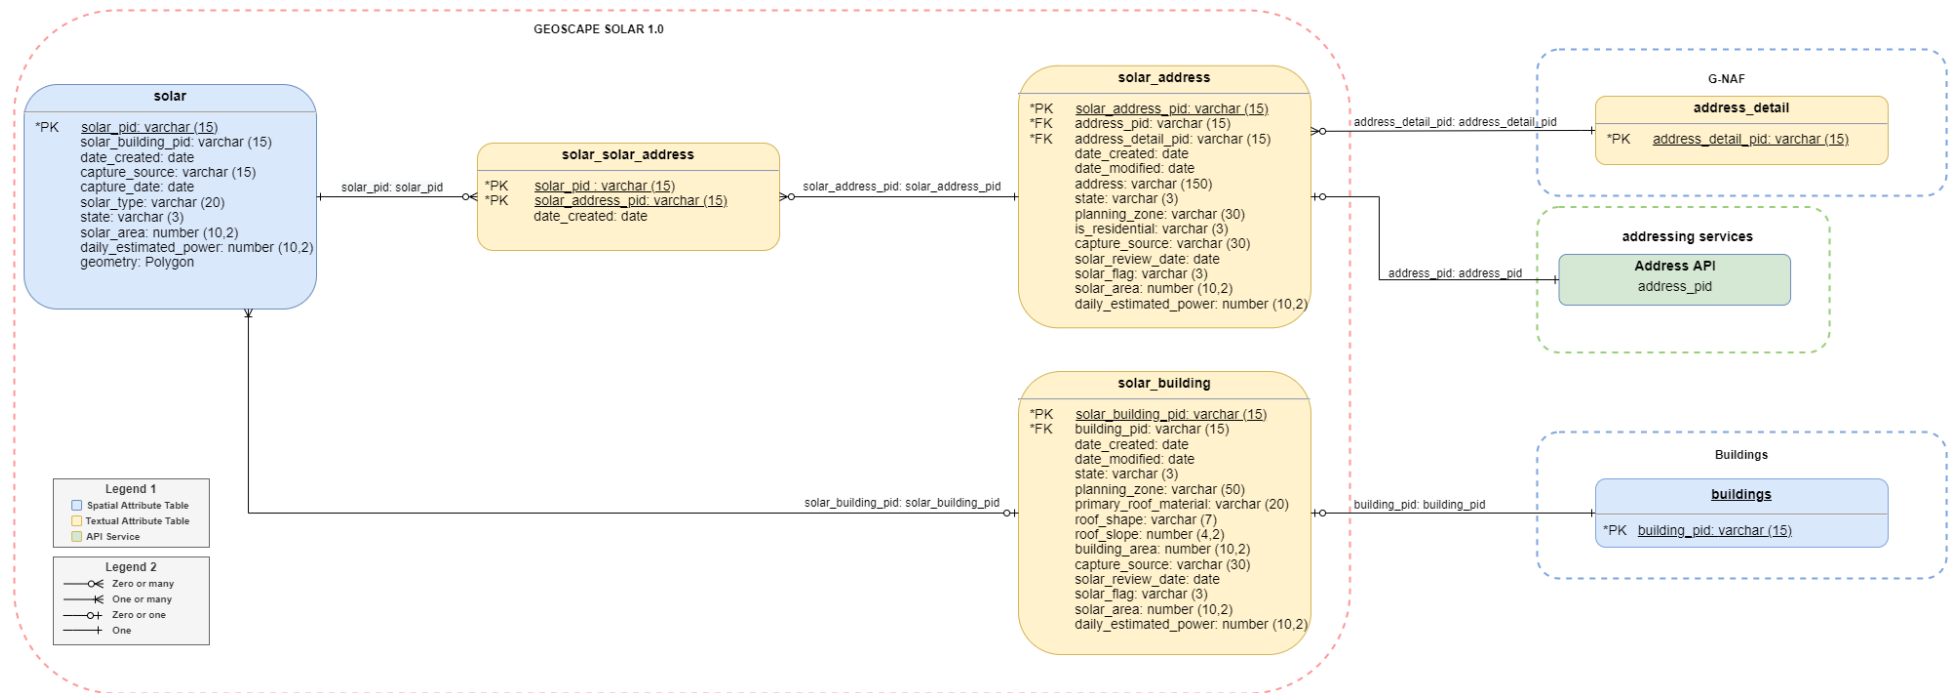 GEOSCAPE SOLAR 1.0
solar
*PK solar_pid: varchar (15)
solar_building_pid: varchar (15)
date_created: date
capture_source: varchar (15)
capture_date: date
solar_type: varchar (20)
state: varchar (3)
solar_area: number (10,2)
daily_estimated_power: number (10,2)
geometry: Polygon
solar_pid: solar_pid
solar_solar_address
*PK solar_pid : varchar (15)
*PK solar_address_pid: varchar (15)
date_created: date
solar_address_pid: solar_address_pid
solar_address
*PK solar_address_pid: varchar (15)
*FK address_pid: varchar (15)
*FK address_detail_pid: varchar (15)
date_created: date
date_modified: date
address: varchar (150)
state: varchar (3)
planning_zone: varchar (30)
is_residential: varchar (3)
capture_source: varchar (30)
solar_review_date: date
solar_flag: varchar (3)
solar_area: number (10,2)
daily_estimated_power: number (10,2)
address_detail_pid: address_detail_pid
G-NAF
address_detail
*PK address_detail_pid: varchar (15)
address_pid: address_pid
addressing services
Address API
address_pid
solar_building_pid: solar_building_pid
solar_building
*PK solar_building_pid: varchar (15)
*FK building_pid: varchar (15)
date_created: date
date_modified: date
state: varchar (3)
planning_zone: varchar (50)
primary_roof_material: varchar (20)
roof_shape: varchar (7)
roof_slope: number (4,2)
building_area: number (10,2)
capture_source: varchar (30)
solar_review_date: date
solar_flag: varchar (3)
solar_area: number (10,2)
daily_estimated_power: number (10,2)
building_pid: building_pid
Buildings
buildings
*PK building_pid: varchar (15)
Legend 1
Spatial Attribute Table
Textual Attribute Table
API Service
Legend 2
Zero or many
One or many
Zero or one
One